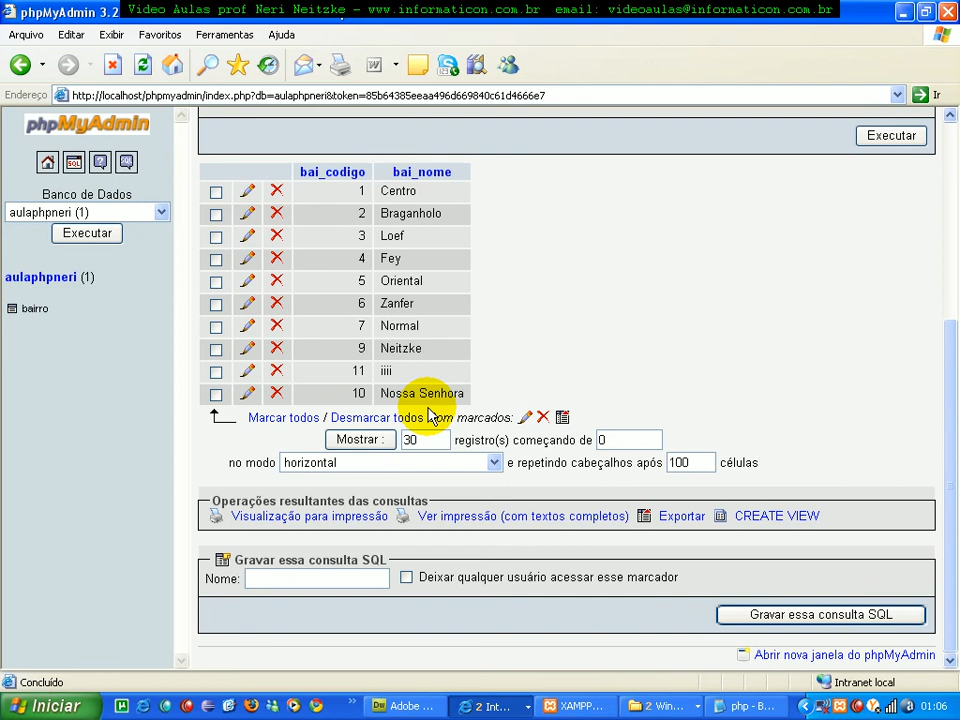 phpMyAdmin 3.2
Video Aulas prof Neri Neitzke - www.informaticon.com.br email: videoaulas@informaticon.com.br
Arquivo Editar Exibir Favoritos Ferramentas Ajuda
Endereço http://localhost/phpmyadmin/index.php?db=aulaphpneri&token=85b64385eeaa496d669840c61d4666e7 Ir
phpMyAdmin
Banco de Dados
aulaphpneri (1)
Executar
aulaphpneri (1)
bairro
Executar
bai_codigo bai_nome
1 Centro
2 Braganholo
3 Loef
4 Fey
5 Oriental
6 Zanfer
7 Normal
9 Neitzke
11 iiii
10 Nossa Senhora
Marcar todos / Desmarcar todos com marcados:
Mostrar : 30 registro(s) começando de 0
no modo horizontal e repetindo cabeçalhos após 100 células
Operações resultantes das consultas
Visualização para impressão Ver impressão (com textos completos) Exportar CREATE VIEW
Gravar essa consulta SQL
Nome: Deixar qualquer usuário acessar esse marcador
Gravar essa consulta SQL
Abrir nova janela do phpMyAdmin
Concluído Intranet local
Iniciar Adobe ... 2 Int... XAMPP... 2 Win... php - B... 01:06